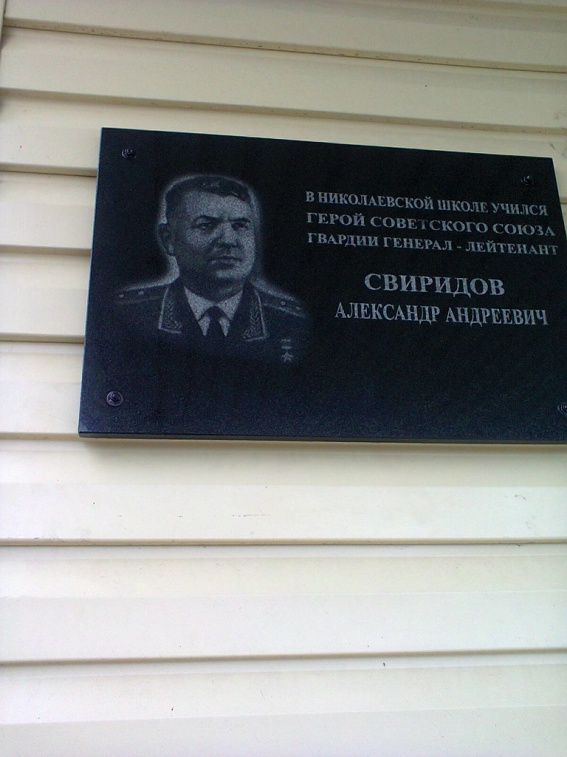 В НИКОЛАЕВСКОЙ ШКОЛЕ УЧИЛСЯ
ГЕРОЙ СОВЕТСКОГО СОЮЗА
ГВАРДИИ ГЕНЕРАЛ - ЛЕЙТЕНАНТ
СВИРИДОВ
АЛЕКСАНДР АНДРЕЕВИЧ